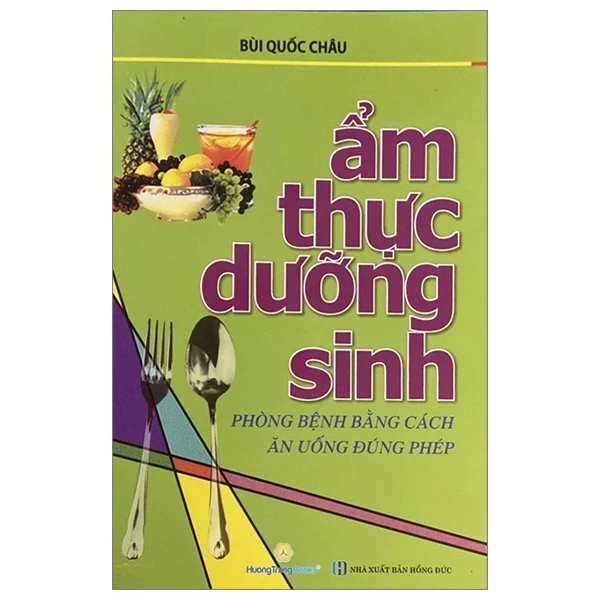 BÙI QUỐC CHÂU
ẩm
thực
dưỡng
sinh
PHÒNG BỆNH BẰNG CÁCH
ĂN UỐNG ĐÚNG PHÉP
HuongTrangBooks®
NHÀ XUẤT BẢN HỒNG ĐỨC